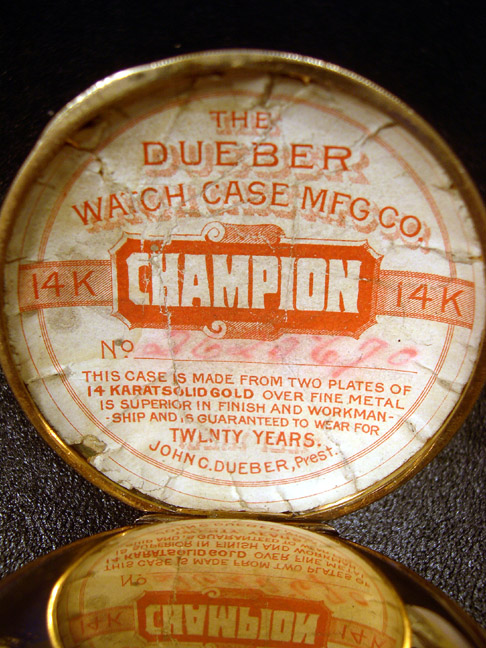 THE
DUEBER
WATCH CASE MFG CO.
14K CHAMPION 14K
No
THIS CASE IS MADE FROM TWO PLATES OF
14 KARAT SOLID GOLD OVER FINE METAL
IS SUPERIOR IN FINISH AND WORKMAN-
-SHIP AND IS GUARANTEED TO WEAR FOR
TWENTY YEARS.
JOHN C. DUEBER, Prest.